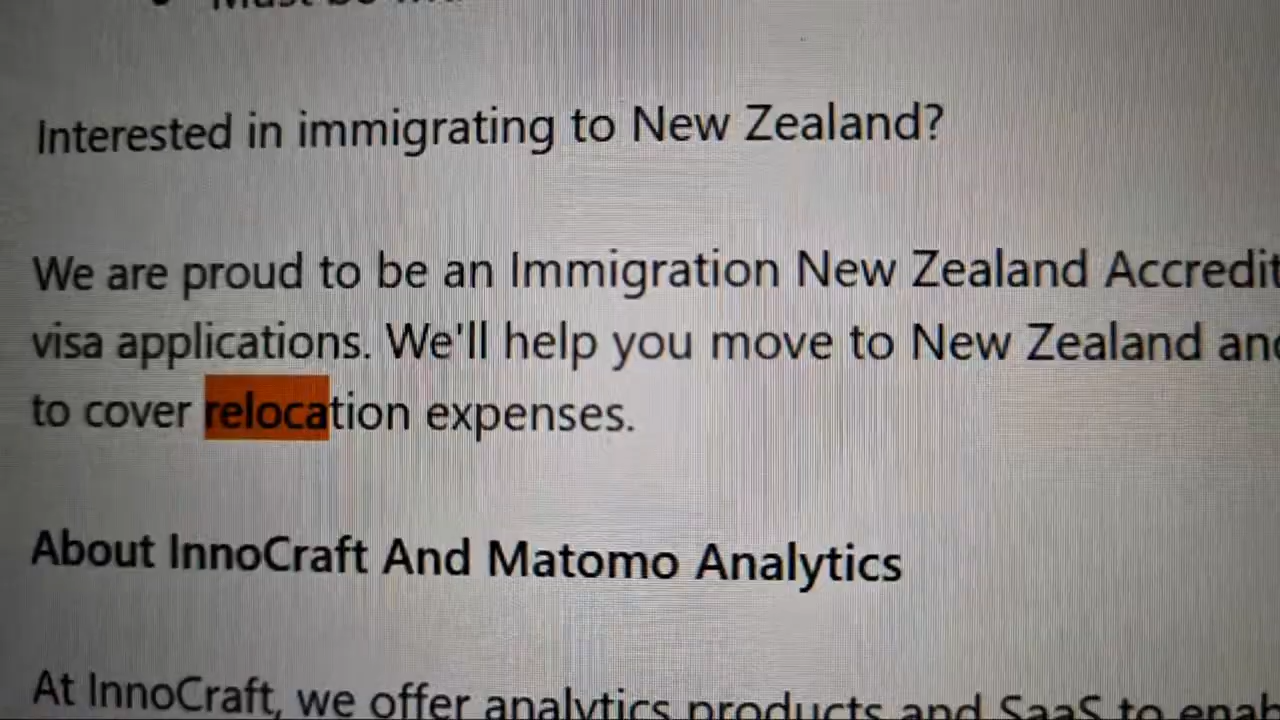 Interested in immigrating to New Zealand?
We are proud to be an Immigration New Zealand Accredit
visa applications. We'll help you move to New Zealand and
to cover relocation expenses.
About InnoCraft And Matomo Analytics
At InnoCraft, we offer analytics products and SaaS to enab